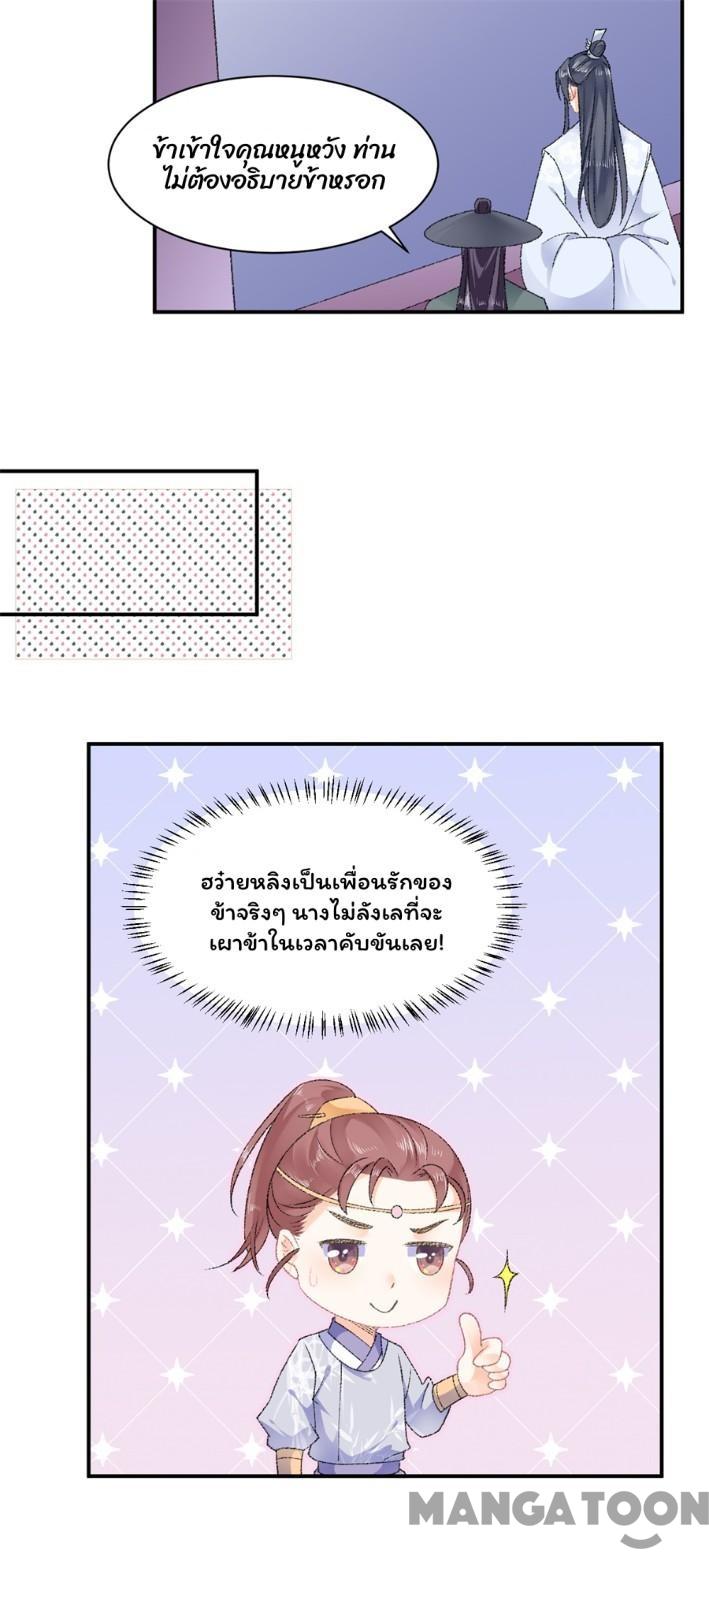 ข้าเข้าใจคุณหนูหวัง ท่าน
ไม่ต้องอธิบายข้าหรอก
ฮว๋ายหลิงเป็นเพื่อนรักของ
ข้าจริงๆ นางไม่ลังเลที่จะ
เผาข้าในเวลาคับขันเลย!
MANGATOON